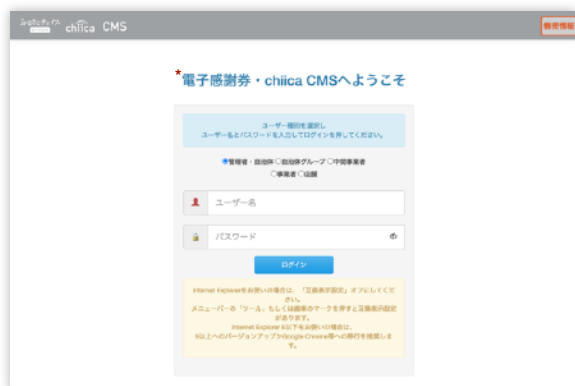 ふるさとチョイス chiica CMS
機密情報
*電子感謝券・chiica CMSへようこそ
ユーザー種別を選択し
ユーザー名とパスワードを入力してログインを押してください。
管理者・自治体 自治体グループ 中間事業者
事業者 店舗
ユーザー名
パスワード
ログイン
Internet Explorerをお使いの場合は、「互換表示設定」オフにしてくだ
さい。
メニューバーの「ツール」もしくは歯車のマークを押すと互換表示設定
があります。
Internet Explorer 8以下をお使いの場合は、
9以上へのバージョンアップかGoogle Chrome等への移行を推奨しま
す。